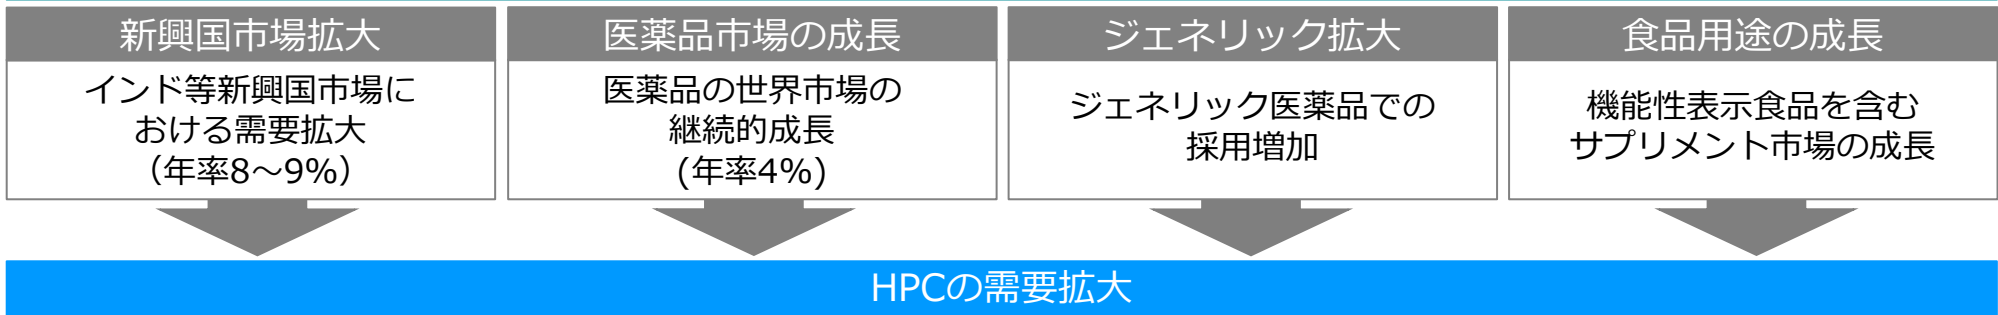 新興国市場拡大
インド等新興国市場に
おける需要拡大
（年率8～9%）
医薬品市場の成長
医薬品の世界市場の
継続的成長
(年率4%)
ジェネリック拡大
ジェネリック医薬品での
採用増加
食品用途の成長
機能性表示食品を含む
サプリメント市場の成長
HPCの需要拡大